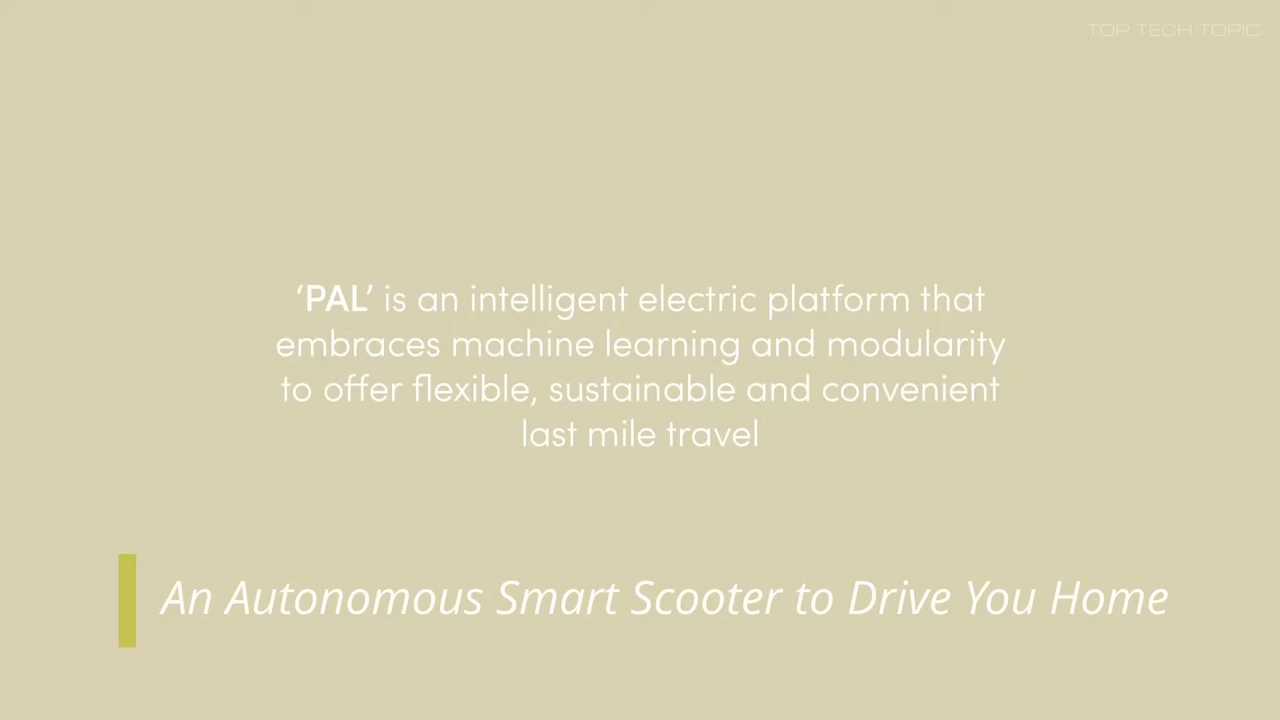 TOP TECH TOPIC
‘PAL’ is an intelligent electric platform that
embraces machine learning and modularity
to offer flexible, sustainable and convenient
last mile travel
An Autonomous Smart Scooter to Drive You Home